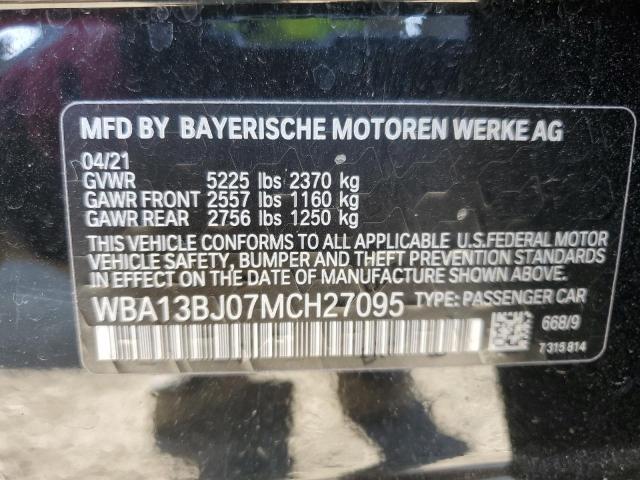 MFD BY BAYERISCHE MOTOREN WERKE AG
04/21
GVWR 5225 lbs 2370 kg
GAWR FRONT 2557 lbs 1160 kg
GAWR REAR 2756 lbs 1250 kg
THIS VEHICLE CONFORMS TO ALL APPLICABLE U.S.FEDERAL MOTOR
VEHICLE SAFETY, BUMPER AND THEFT PREVENTION STANDARDS
IN EFFECT ON THE DATE OF MANUFACTURE SHOWN ABOVE.
WBA13BJ07MCH27095 TYPE: PASSENGER CAR
668/9
7 315 814